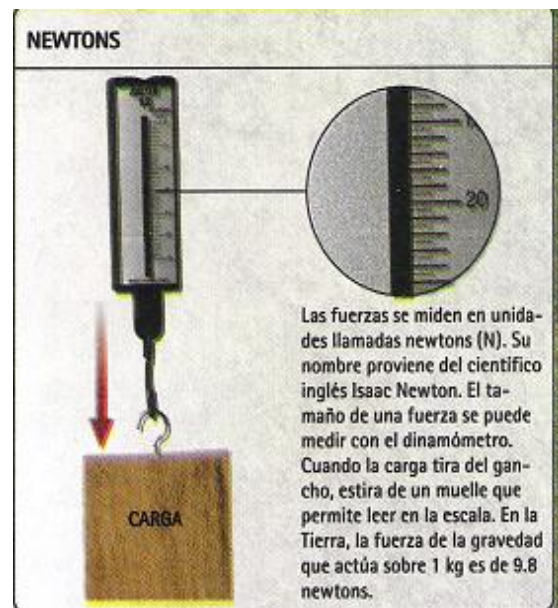 NEWTONS
20
Las fuerzas se miden en unida-
des llamadas newtons (N). Su
nombre proviene del científico
inglés Isaac Newton. El ta-
maño de una fuerza se puede
medir con el dinamómetro.
Cuando la carga tira del gan-
cho, estira de un muelle que
permite leer en la escala. En la
Tierra, la fuerza de la gravedad
que actúa sobre 1 kg es de 9.8
newtons.
CARGA